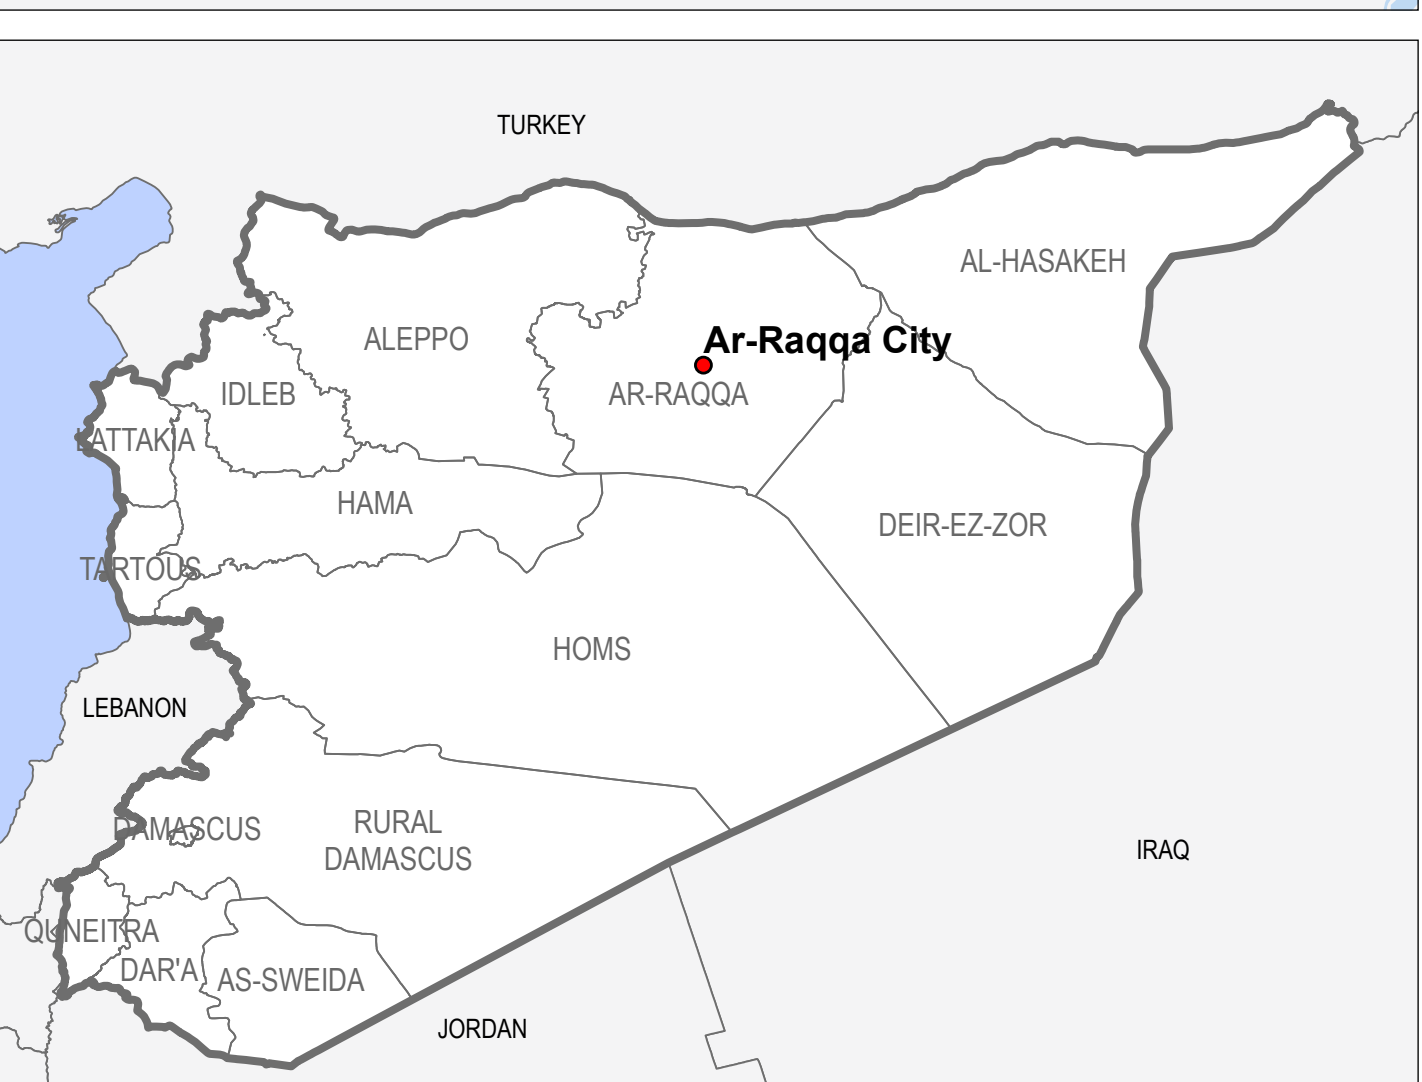 TURKEY
AL-HASAKEH
ALEPPO
Ar-Raqqa City
IDLEB
AR-RAQQA
LATTAKIA
HAMA
DEIR-EZ-ZOR
TARTOUS
HOMS
LEBANON
DAMASCUS
RURAL
DAMASCUS
IRAQ
QUNEITRA
DAR'A
AS-SWEIDA
JORDAN